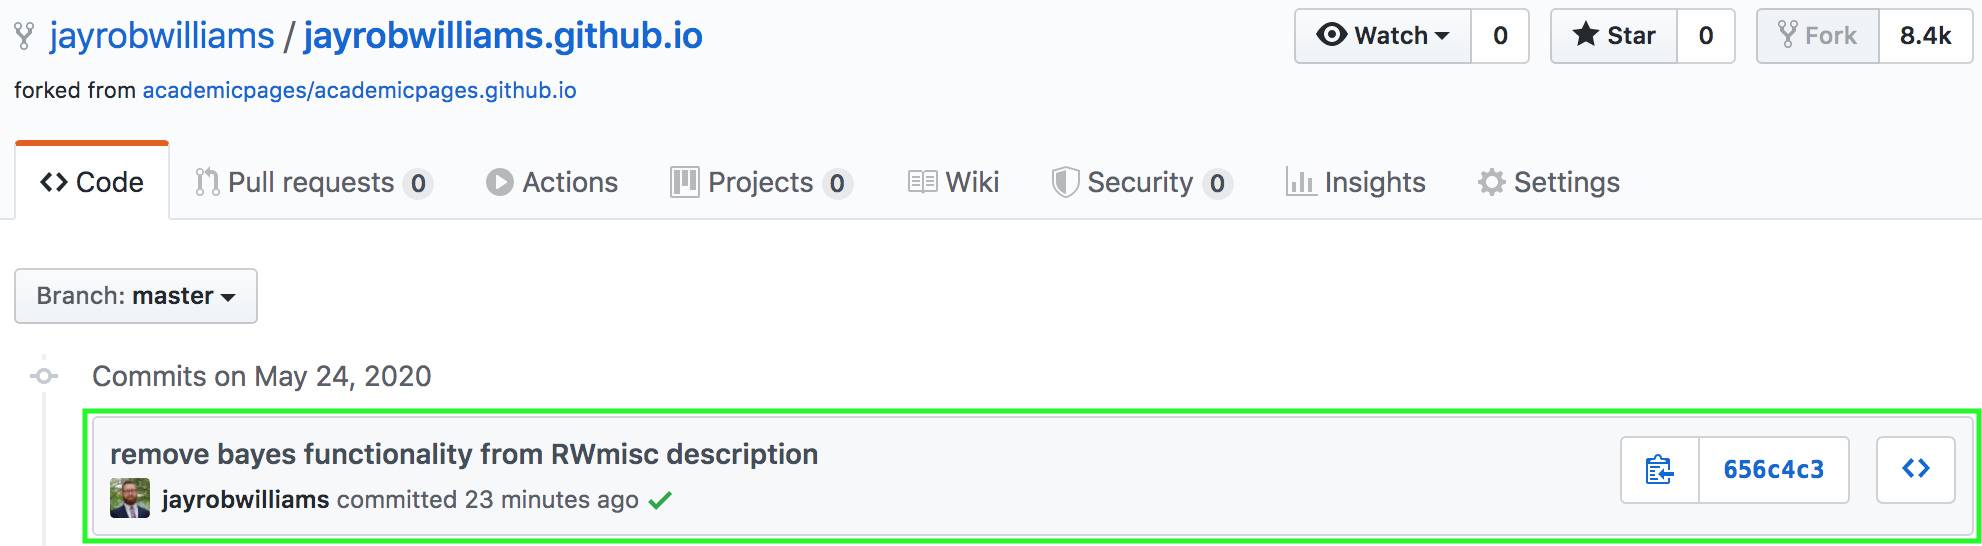 jayrobwilliams / jayrobwilliams.github.io
Watch 0
Star 0
Fork 8.4k
forked from academicpages/academicpages.github.io
Code
Pull requests 0
Actions
Projects 0
Wiki
Security 0
Insights
Settings
Branch: master
Commits on May 24, 2020
remove bayes functionality from RWmisc description
656c4c3
jayrobwilliams committed 23 minutes ago